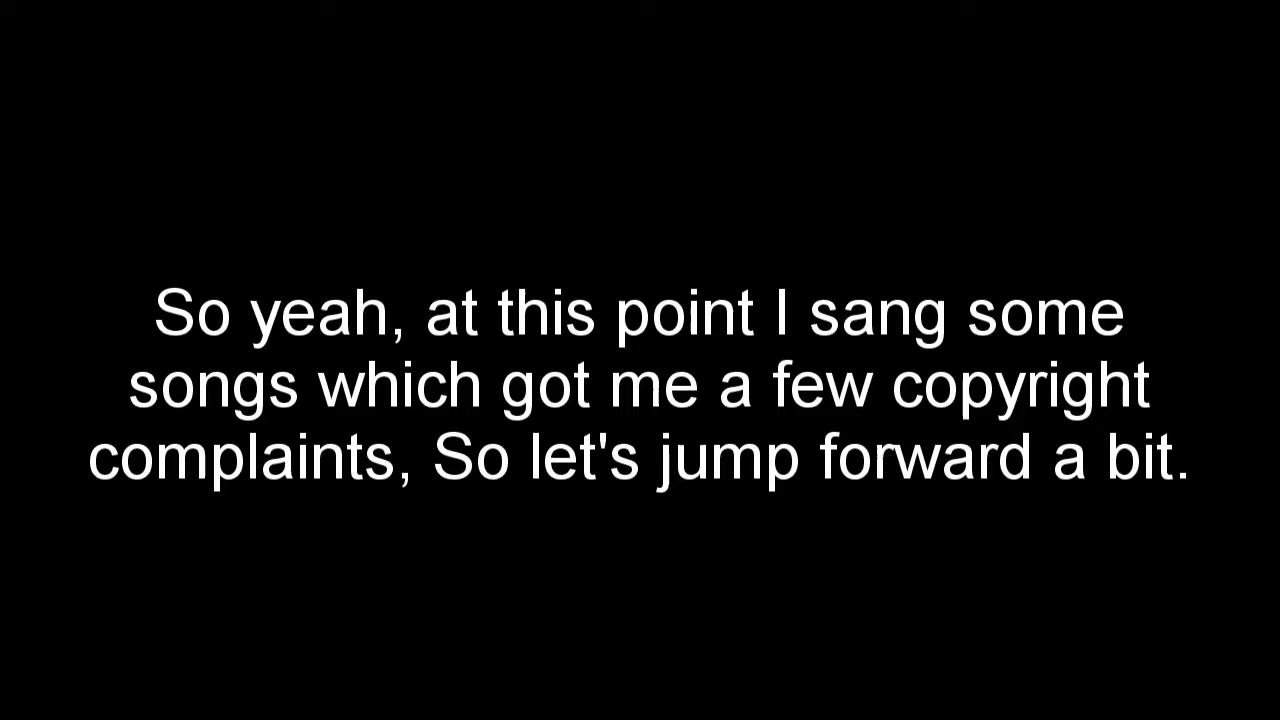 So yeah, at this point I sang some
songs which got me a few copyright
complaints, So let's jump forward a bit.